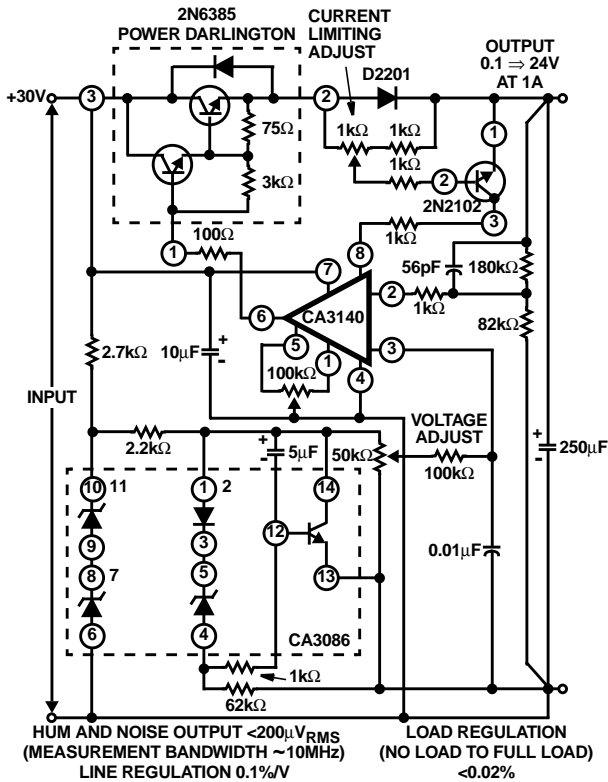 2N6385
POWER DARLINGTON
CURRENT
LIMITING
ADJUST
OUTPUT
0.1 ⇒ 24V
AT 1A
+30V
3
2
D2201
75Ω
3kΩ
1kΩ
1kΩ
1kΩ
1
2
2N2102
3
1kΩ
1
100Ω
8
7
56pF
180kΩ
6
CA3140
2
1kΩ
82kΩ
5
1
3
4
2.7kΩ
10μF
+
-
100kΩ
INPUT
VOLTAGE
ADJUST
2.2kΩ
+
-
5μF
50kΩ
100kΩ
+
-
250μF
10
11
1
2
14
9
3
12
0.01μF
8
7
5
13
6
4
CA3086
1kΩ
62kΩ
HUM AND NOISE OUTPUT <200μVRMS
(MEASUREMENT BANDWIDTH ~10MHz)
LINE REGULATION 0.1%/V
LOAD REGULATION
(NO LOAD TO FULL LOAD)
<0.02%